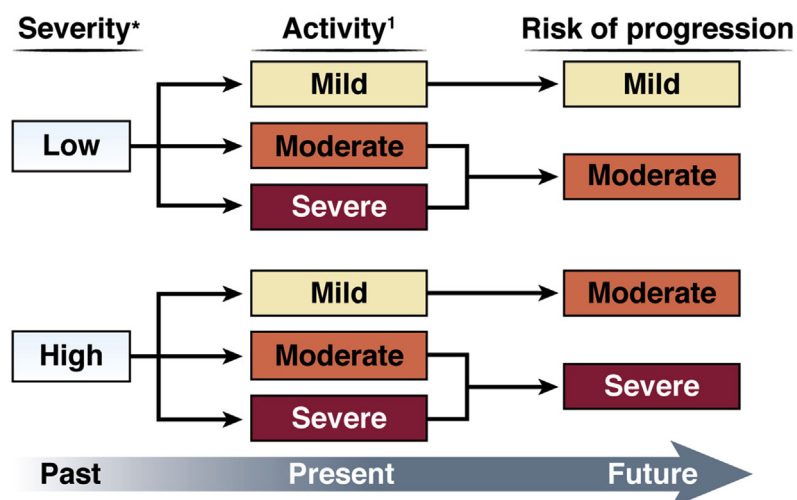 Severity* Activity¹ Risk of progression
Mild Mild
Low Moderate Moderate
Severe
Mild Moderate
High Moderate Severe
Severe
Past Present Future